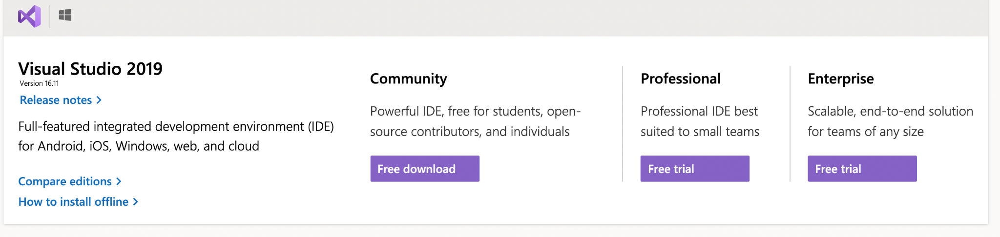 Visual Studio 2019
Version 16.11
Release notes
Full-featured integrated development environment (IDE)
for Android, iOS, Windows, web, and cloud
Compare editions
How to install offline
Community
Powerful IDE, free for students, open-
source contributors, and individuals
Free download
Professional
Professional IDE best
suited to small teams
Free trial
Enterprise
Scalable, end-to-end solution
for teams of any size
Free trial